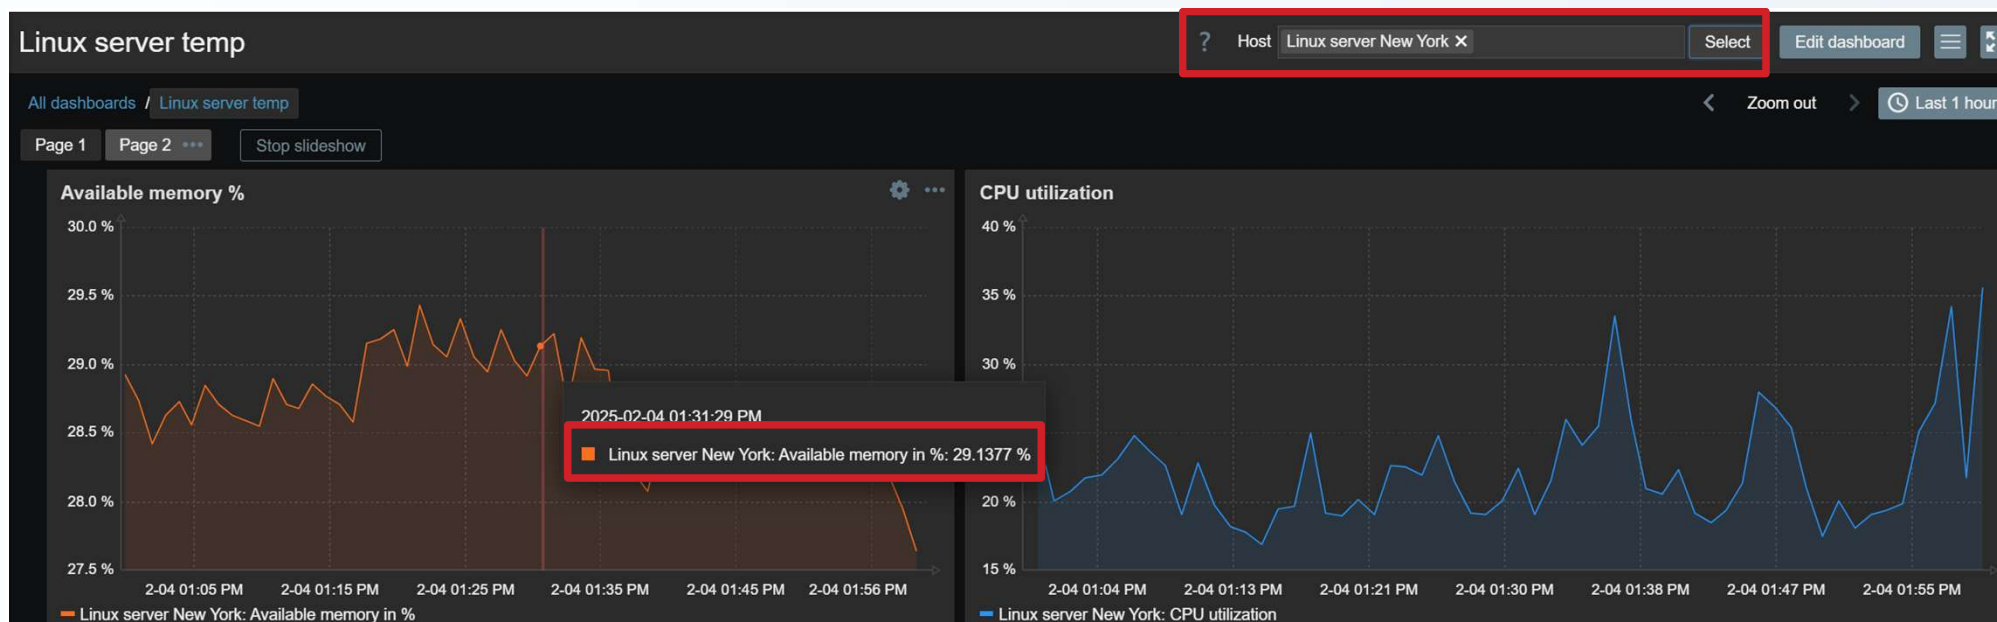 Linux server temp
? Host Linux server New York ✕ Select Edit dashboard
All dashboards / Linux server temp
Zoom out Last 1 hour
Page 1 Page 2 ••• Stop slideshow
Available memory %
30.0 %
29.5 %
29.0 %
28.5 %
28.0 %
27.5 %
2-04 01:05 PM 2-04 01:15 PM 2-04 01:25 PM 2-04 01:35 PM 2-04 01:45 PM 2-04 01:56 PM
Linux server New York: Available memory in %
2025-02-04 01:31:29 PM
Linux server New York: Available memory in %: 29.1377 %
CPU utilization
40 %
35 %
30 %
20 %
15 %
2-04 01:04 PM 2-04 01:13 PM 2-04 01:21 PM 2-04 01:30 PM 2-04 01:38 PM 2-04 01:47 PM 2-04 01:55 PM
Linux server New York: CPU utilization